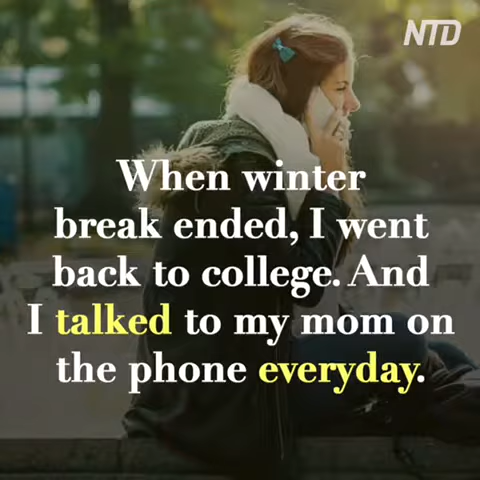 NTD
When winter
break ended, I went
back to college. And
I talked to my mom on
the phone everyday.